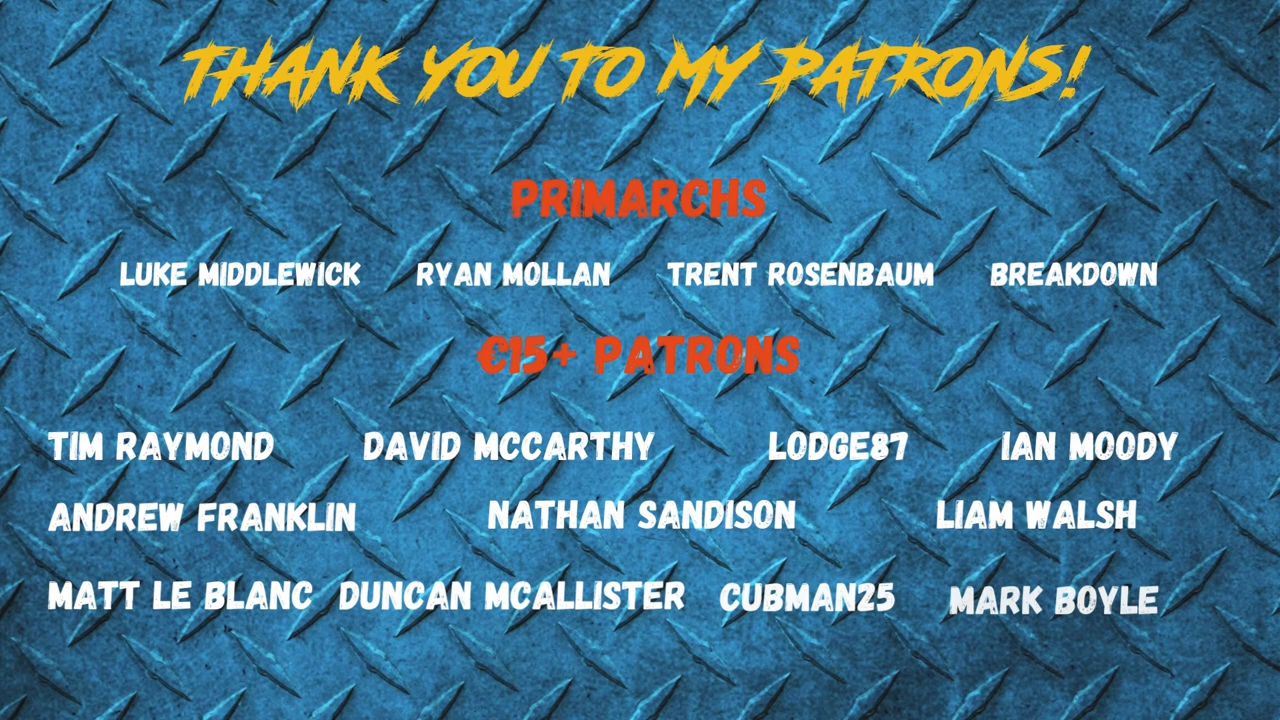 THANK YOU TO MY PATRONS!
PRIMARCHS
LUKE MIDDLEWICK RYAN MOLLAN TRENT ROSENBAUM BREAKDOWN
€15+ PATRONS
TIM RAYMOND DAVID MCCARTHY LODGE87 IAN MOODY
ANDREW FRANKLIN NATHAN SANDISON LIAM WALSH
MATT LE BLANC DUNCAN MCALLISTER CUBMAN25 MARK BOYLE